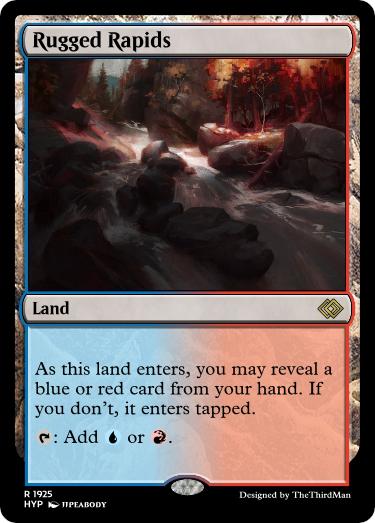 Rugged Rapids
Land
As this land enters, you may reveal a
blue or red card from your hand. If
you don't, it enters tapped.
: Add or .
R 1925
HYP JJPEABODY
Designed by TheThirdMan